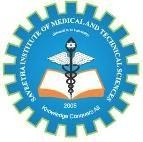 SAVEETHA INSTITUTE OF MEDICAL AND TECHNICAL SCIENCES
2005
Knowledge Conquers All